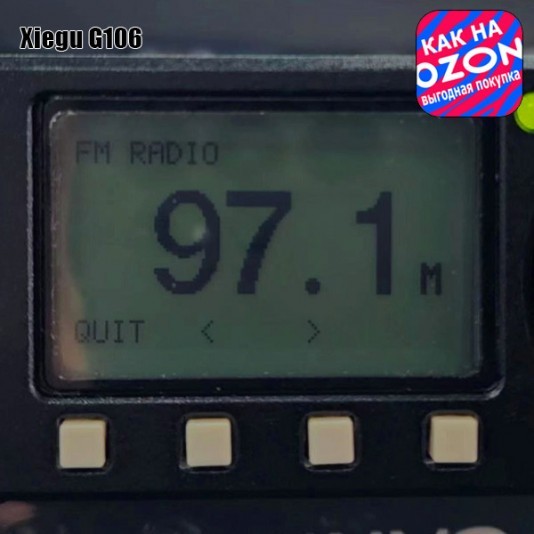 Xiegu G106
КАК НА
OZON
выгодная покупка
FM RADIO
97.1 M
QUIT < >